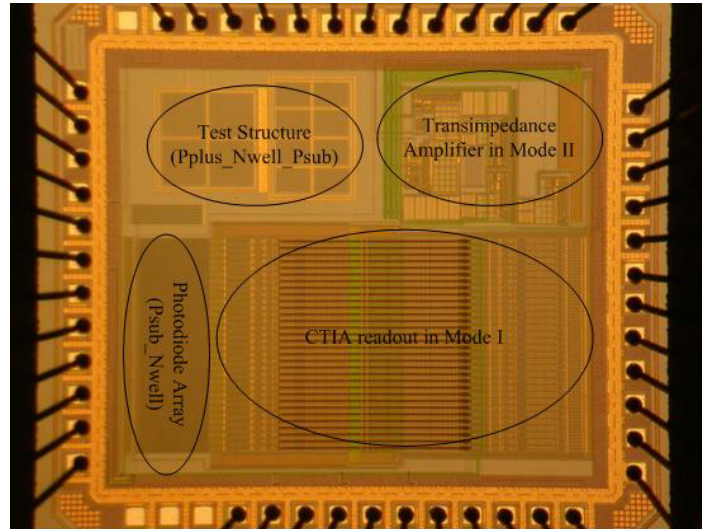 Test Structure
(Pplus_Nwell_Psub)
Transimpedance
Amplifier in Mode II
Photodiode Array
(Psub_Nwell)
CTIA readout in Mode I